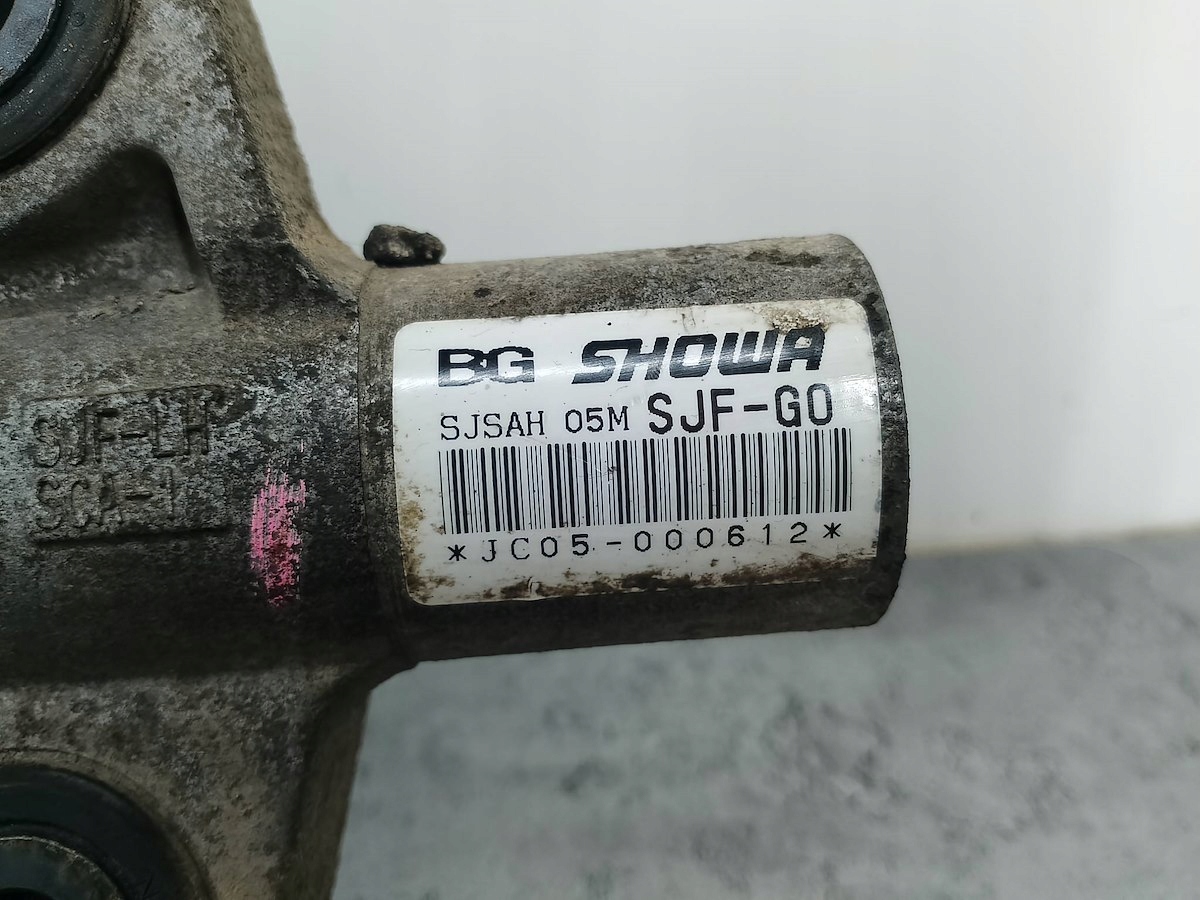 BG SHOWA
SJSAH 05M SJF-G0
*JC05-000612*
SJF-LH
SCA-1